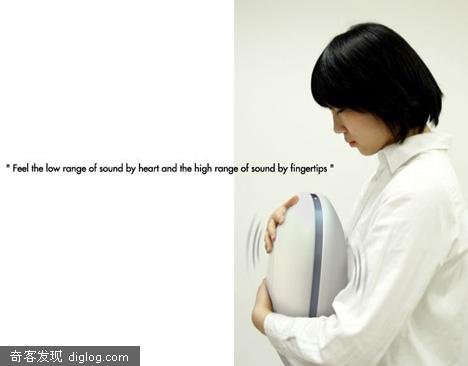 " Feel the low range of sound by heart and the high range of sound by fingertips "
奇客发现 diglog.com